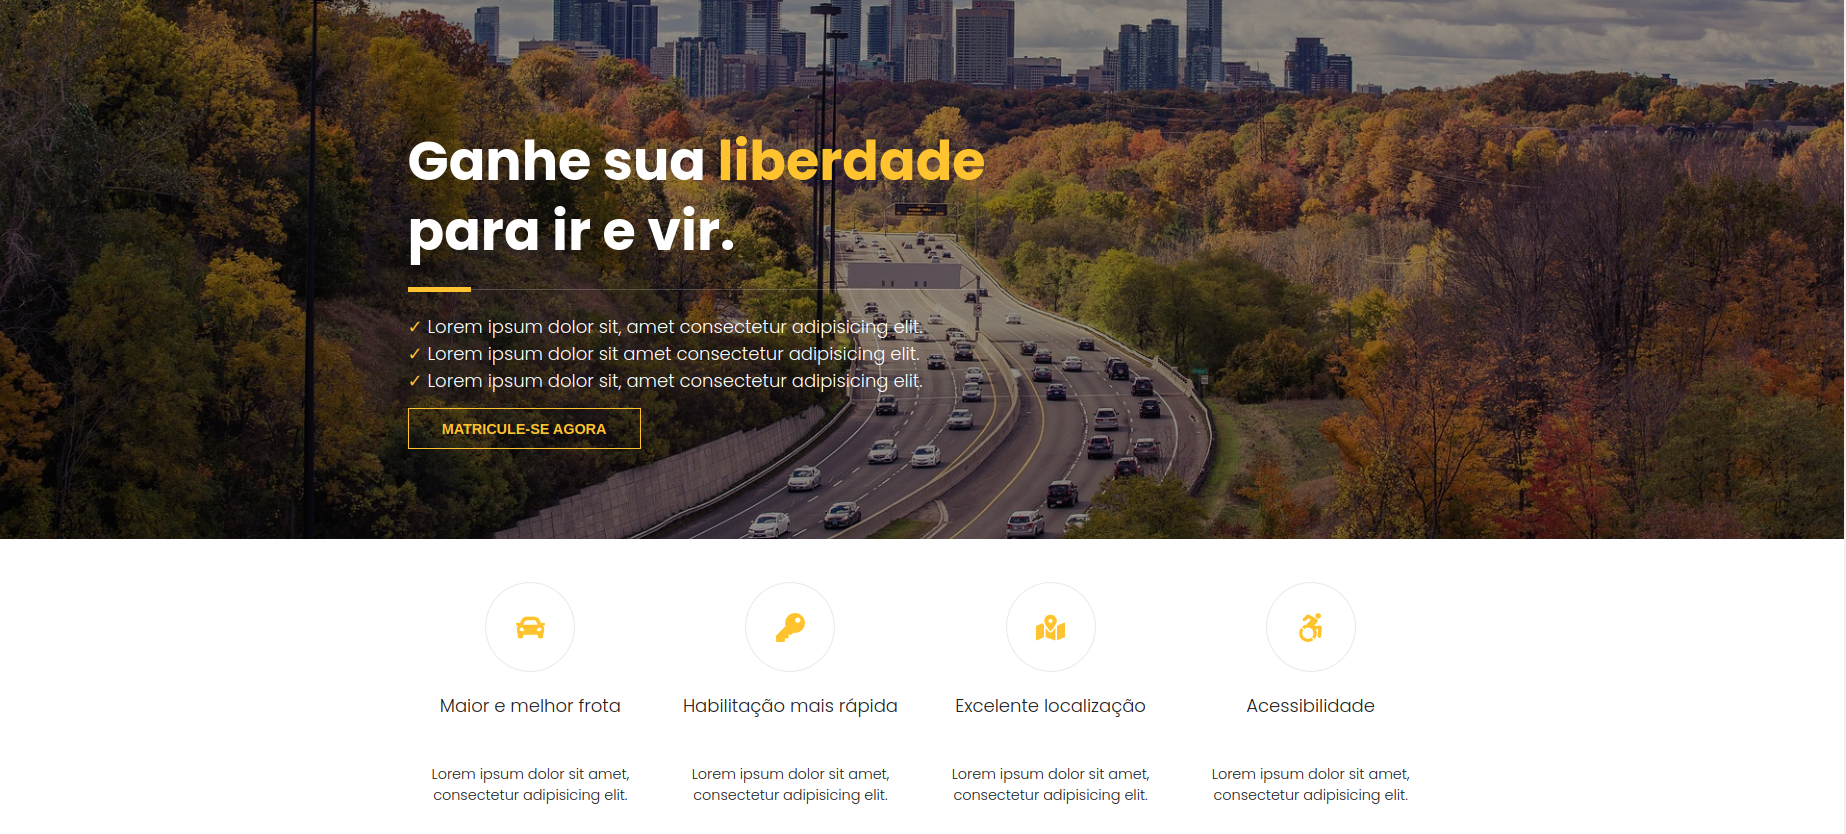 Ganhe sua liberdade
para ir e vir.
✓ Lorem ipsum dolor sit, amet consectetur adipisicing elit.
✓ Lorem ipsum dolor sit amet consectetur adipisicing elit.
✓ Lorem ipsum dolor sit, amet consectetur adipisicing elit.
MATRICULE-SE AGORA
Maior e melhor frota
Habilitação mais rápida
Excelente localização
Acessibilidade
Lorem ipsum dolor sit amet,
consectetur adipisicing elit.
Lorem ipsum dolor sit amet,
consectetur adipisicing elit.
Lorem ipsum dolor sit amet,
consectetur adipisicing elit.
Lorem ipsum dolor sit amet,
consectetur adipisicing elit.